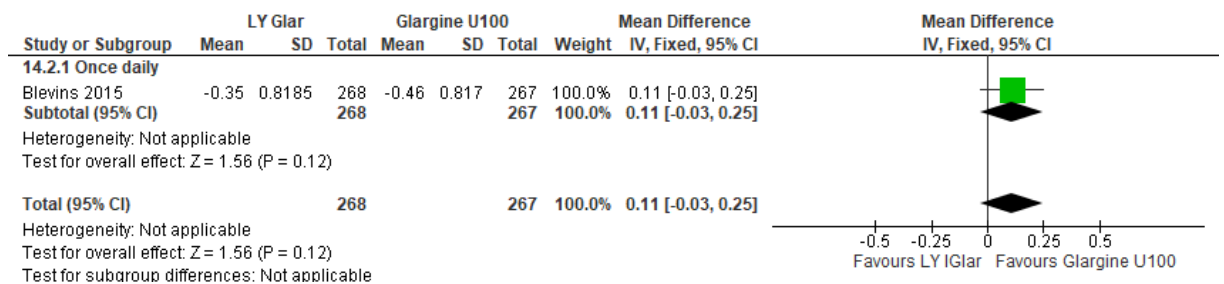 LY Glar Glargine U100 Mean Difference Mean Difference
Study or Subgroup Mean SD Total Mean SD Total Weight IV, Fixed, 95% CI IV, Fixed, 95% CI
14.2.1 Once daily
Blevins 2015 -0.35 0.8185 268 -0.46 0.817 267 100.0% 0.11 [-0.03, 0.25]
Subtotal (95% CI) 268 267 100.0% 0.11 [-0.03, 0.25]
Heterogeneity: Not applicable
Test for overall effect: Z = 1.56 (P = 0.12)
Total (95% CI) 268 267 100.0% 0.11 [-0.03, 0.25]
Heterogeneity: Not applicable
Test for overall effect: Z = 1.56 (P = 0.12)
Test for subgroup differences: Not applicable
-0.5 -0.25 0 0.25 0.5
Favours LY IGlar Favours Glargine U100